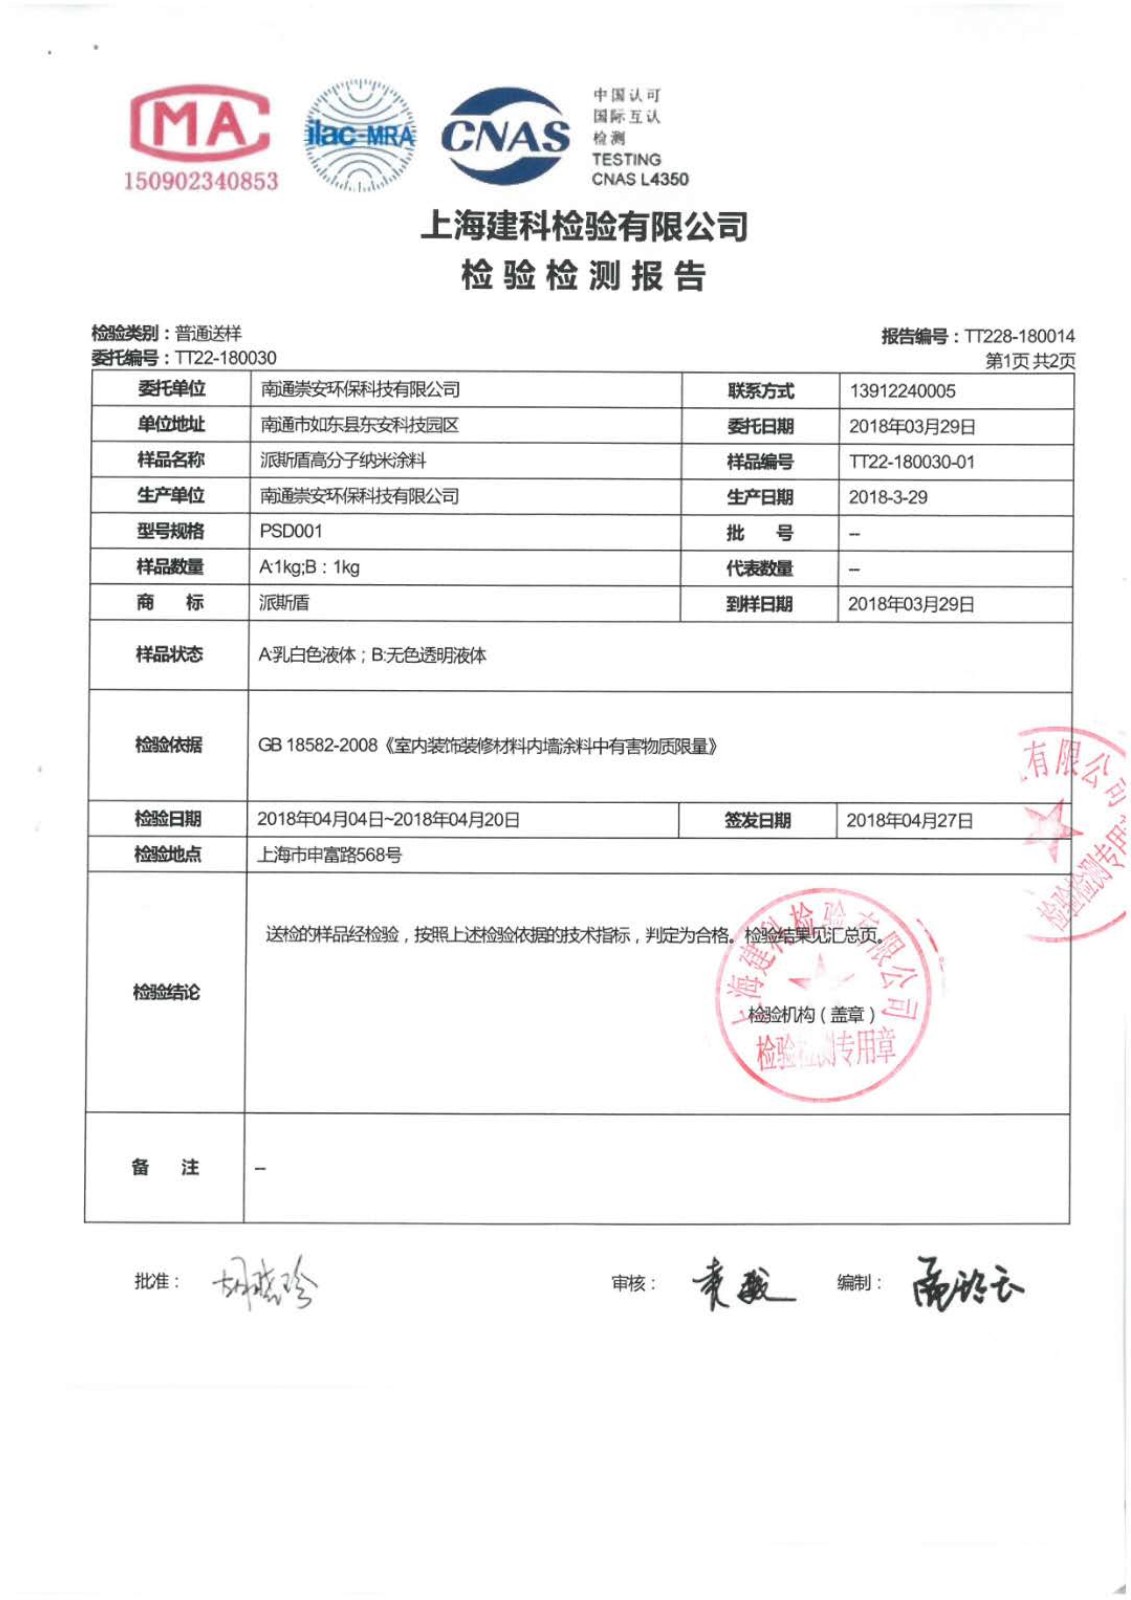 MA
150902340853
ilac-MRA
CNAS
中国认可
国际互认
检测
TESTING
CNAS L4350
上海建科检验有限公司
检验检测报告
检验类别：普通送样
报告编号：TT228-180014
委托编号：TT22-180030
第1页 共2页
委托单位 南通崇安环保科技有限公司 联系方式 13912240005
单位地址 南通市如东县东安科技园区 委托日期 2018年03月29日
样品名称 派斯盾高分子纳米涂料 样品编号 TT22-180030-01
生产单位 南通崇安环保科技有限公司 生产日期 2018-3-29
型号规格 PSD001 批 号 --
样品数量 A:1kg;B：1kg 代表数量 --
商 标 派斯盾 到样日期 2018年03月29日
样品状态 A:乳白色液体；B:无色透明液体
检验依据 GB 18582-2008《室内装饰装修材料内墙涂料中有害物质限量》
检验日期 2018年04月04日~2018年04月20日 签发日期 2018年04月27日
检验地点 上海市申富路568号
送检的样品经检验，按照上述检验依据的技术指标，判定为合格。检验结果见汇总页。
检验结论
检验机构（盖章）
上海建科检验有限公司
检验检测专用章
有限公司
检验检测专用
备 注 --
批准： 胡晓珍 审核： 袁敏 编制：